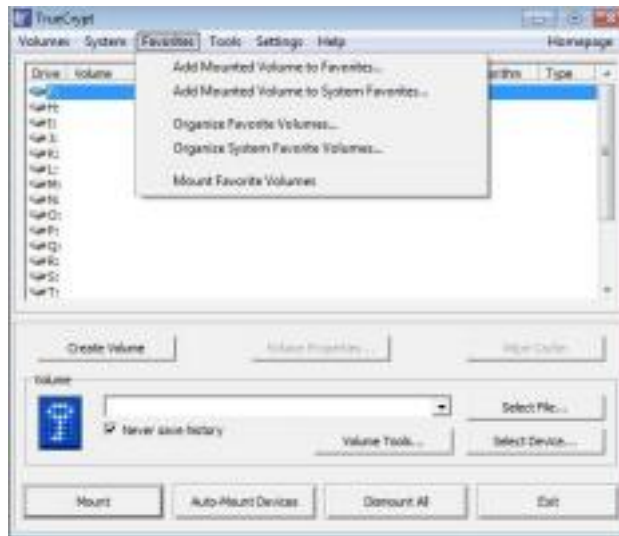 TrueCrypt
Volumes System Favorites Tools Settings Help Homepage
Drive Volume Type
Add Mounted Volume to Favorites...
Add Mounted Volume to System Favorites...
Organize Favorite Volumes...
Organize System Favorite Volumes...
Mount Favorite Volumes
H:
I:
J:
K:
L:
M:
N:
O:
P:
Q:
R:
S:
T:
Create Volume Volume Properties... Wipe Cache
Volume
Select File...
Never save history
Volume Tools... Select Device...
Mount Auto-Mount Devices Dismount All Exit